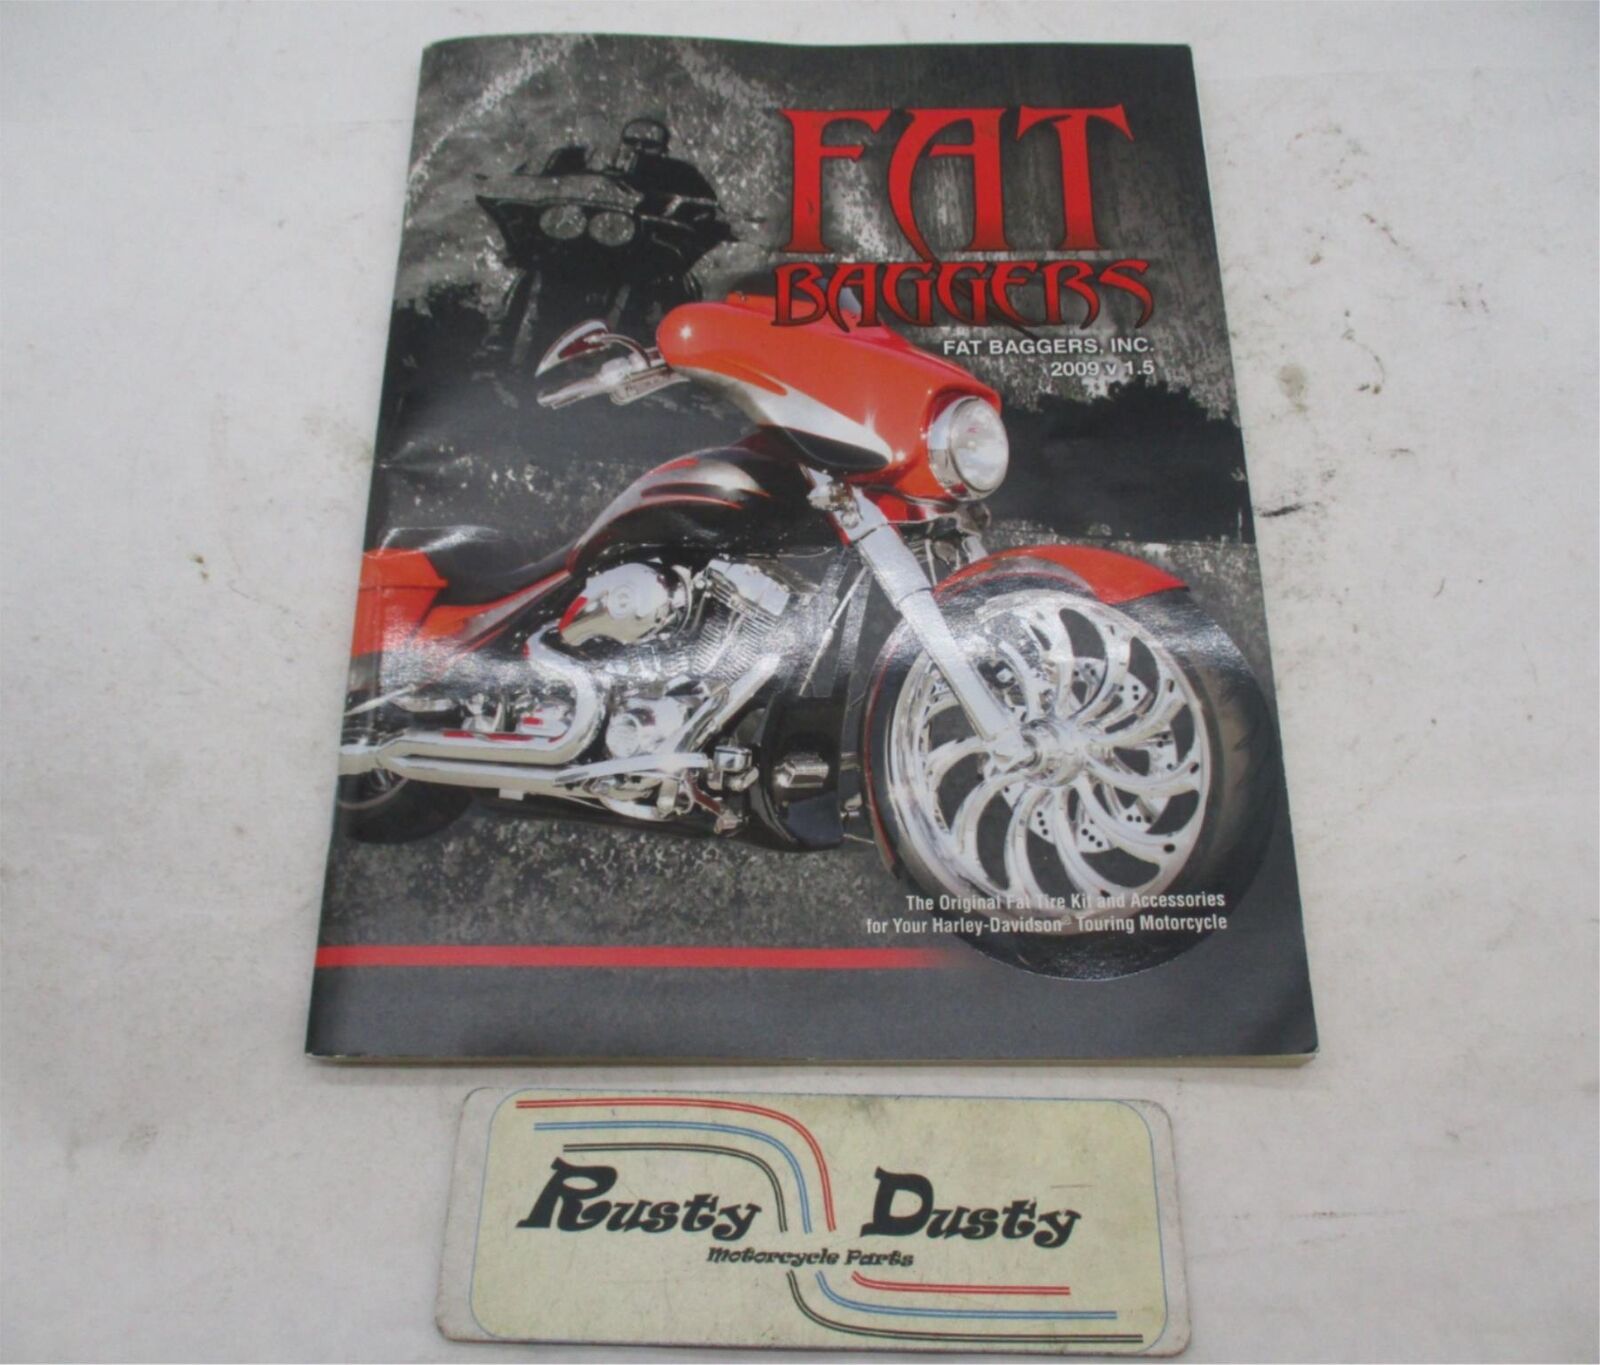 FAT
BAGGERS
FAT BAGGERS, INC.
2009 v 1.5
The Original Fat Tire Kit and Accessories
for Your Harley-Davidson® Touring Motorcycle
Rusty Dusty
Motorcycle Parts